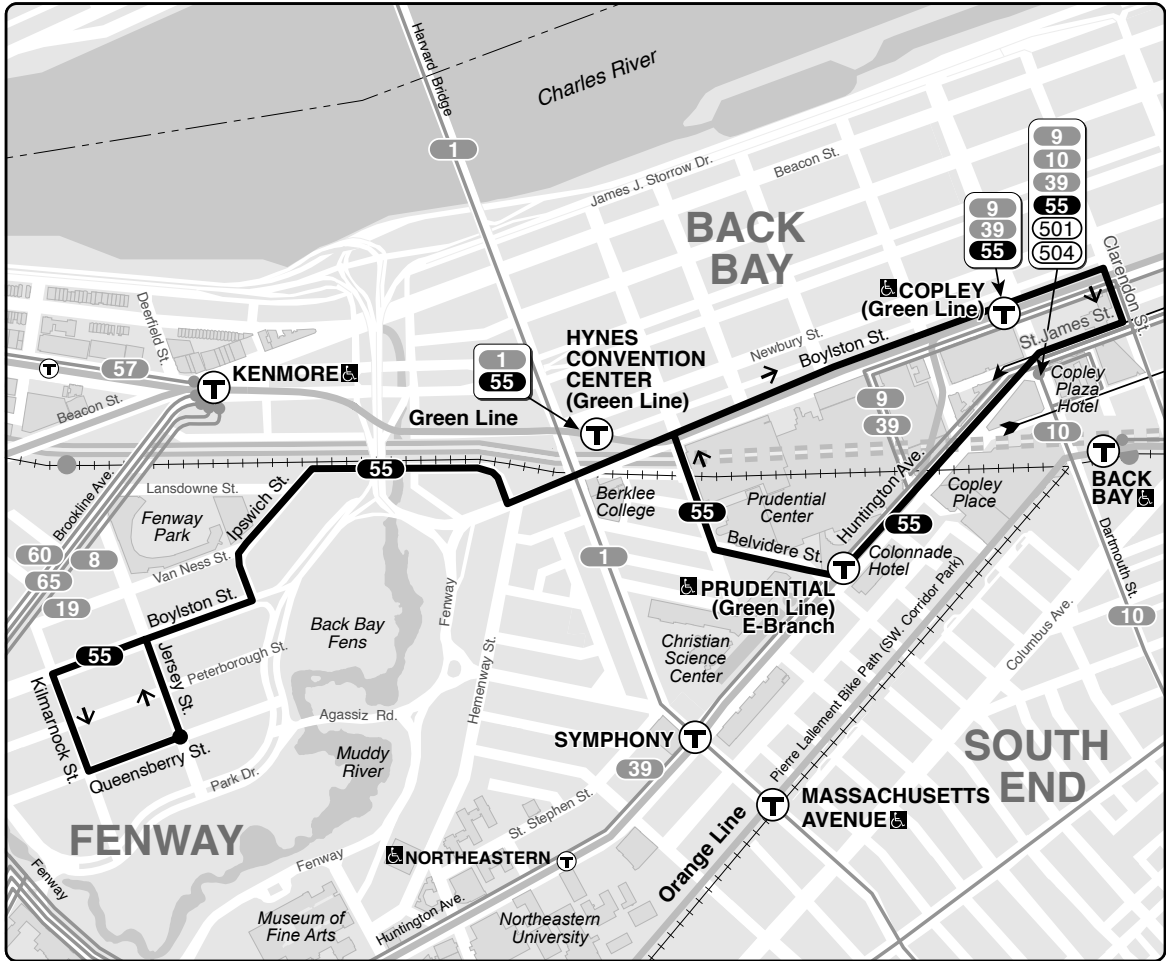 Harvard Bridge
Charles River
1
James J. Storrow Dr.
Beacon St.
BACK
BAY
9
39
55
9
10
39
55
501
504
Clarendon St.
COPLEY
(Green Line)
St. James St.
Newbury St.
Boylston St.
Copley
Plaza
Hotel
Deerfield St.
57
KENMORE
Beacon St.
1
55
HYNES
CONVENTION
CENTER
(Green Line)
Green Line
9
39
10
BACK
BAY
55
Brookline Ave.
Lansdowne St.
Ipswich St.
Fenway
Park
Van Ness St.
60
8
65
19
Berklee
College
55
Prudential
Center
Belvidere St.
Huntington Ave.
55
Copley
Place
Colonnade
Hotel
Dartmouth St.
1
PRUDENTIAL
(Green Line)
E-Branch
10
Boylston St.
Back Bay
Fens
Fenway
Christian
Science
Center
Pierre Lallement Bike Path (SW. Corridor Park)
Columbus Ave.
55
Kilmarnock St.
Jersey St.
Peterborough St.
Hemenway St.
Agassiz Rd.
Queensberry St.
Muddy
River
Park Dr.
SYMPHONY
39
SOUTH
END
MASSACHUSETTS
AVENUE
Orange Line
FENWAY
Fenway
St. Stephen St.
NORTHEASTERN
Fenway
Museum of
Fine Arts
Huntington Ave.
Northeastern
University
T
T
T
T
T
T
T
T
T